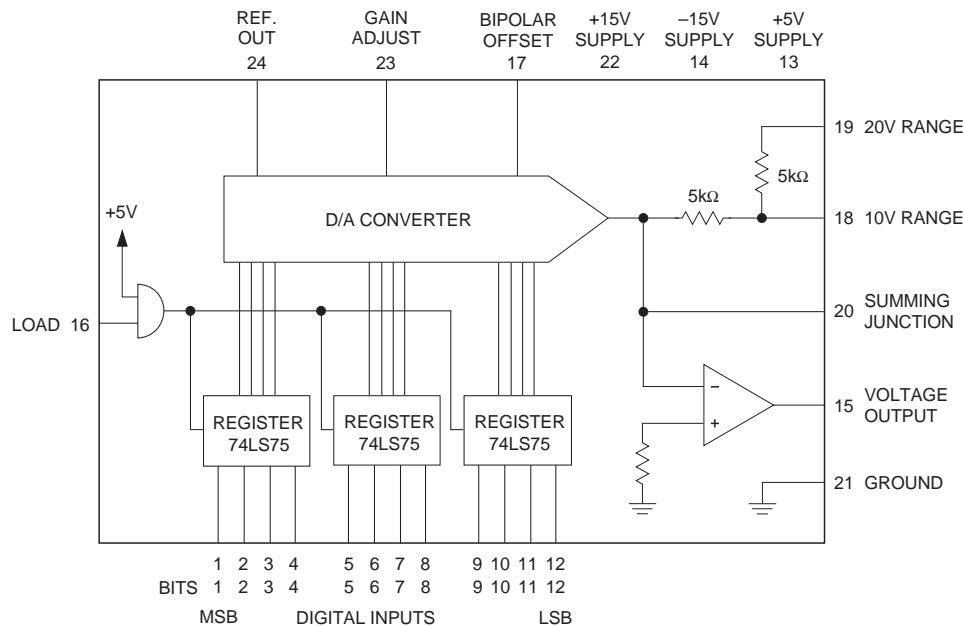 REF. OUT 24
GAIN ADJUST 23
BIPOLAR OFFSET 17
+15V SUPPLY 22
–15V SUPPLY 14
+5V SUPPLY 13
19 20V RANGE
5kΩ
5kΩ
18 10V RANGE
D/A CONVERTER
+5V
LOAD 16
20 SUMMING JUNCTION
REGISTER 74LS75
REGISTER 74LS75
REGISTER 74LS75
–
+
15 VOLTAGE OUTPUT
21 GROUND
1 2 3 4 5 6 7 8 9 10 11 12
BITS 1 2 3 4 5 6 7 8 9 10 11 12
MSB DIGITAL INPUTS LSB